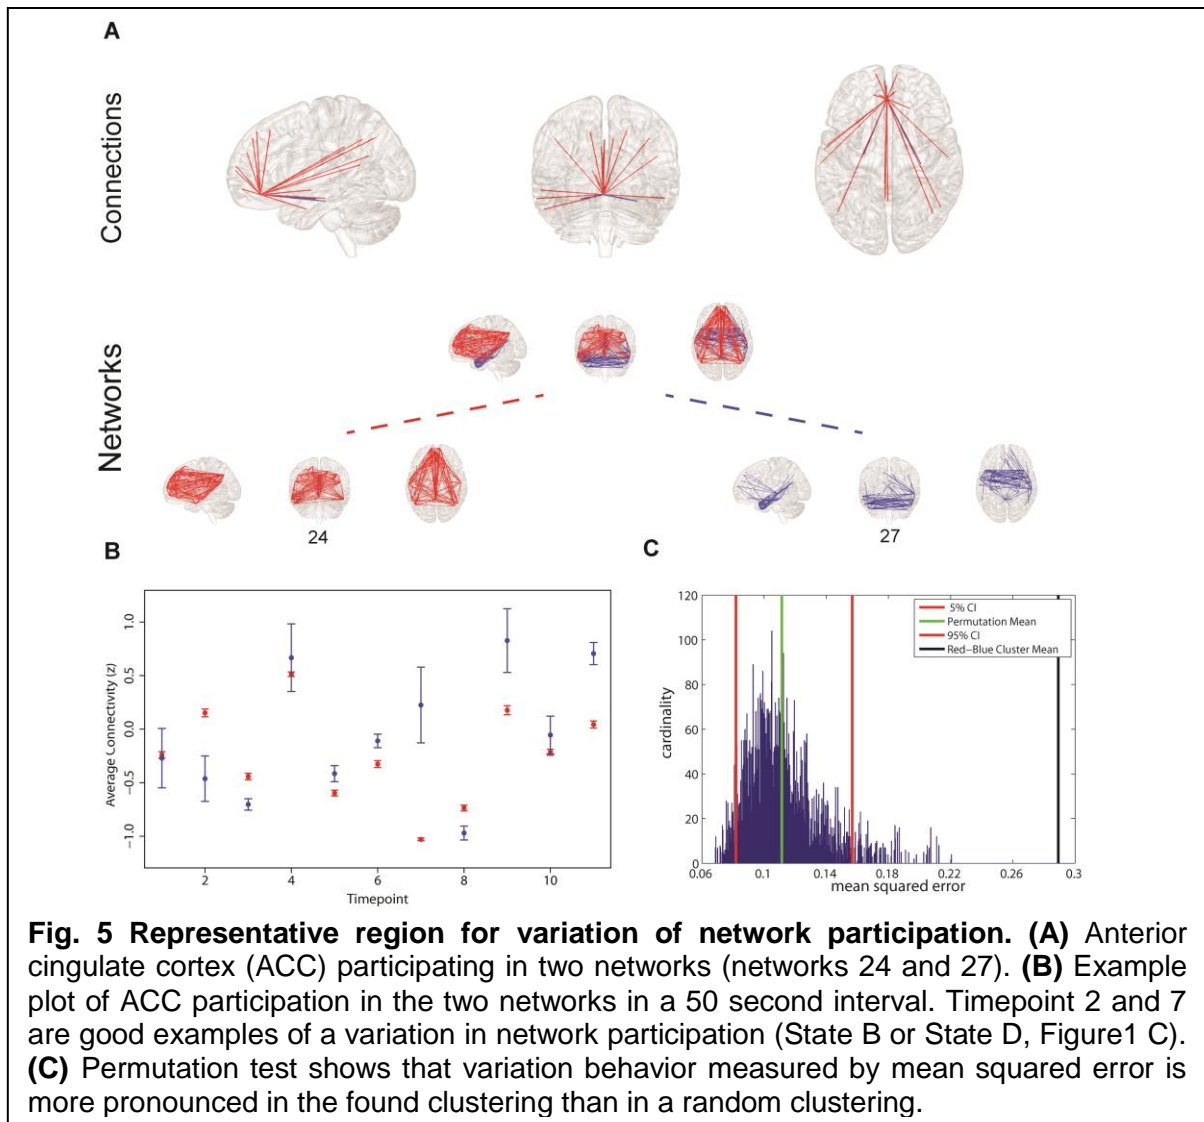 A
Connections
Networks
24
27
B
Average Connectivity (z)
1.0
0.5
0.0
−0.5
−1.0
2
4
6
8
10
Timepoint
C
cardinality
120
100
80
60
40
20
0
0.06
0.1
0.14
0.18
0.22
0.26
0.3
mean squared error
5% CI
Permutation Mean
95% CI
Red−Blue Cluster Mean
Fig. 5 Representative region for variation of network participation. (A) Anterior
cingulate cortex (ACC) participating in two networks (networks 24 and 27). (B) Example
plot of ACC participation in the two networks in a 50 second interval. Timepoint 2 and 7
are good examples of a variation in network participation (State B or State D, Figure1 C).
(C) Permutation test shows that variation behavior measured by mean squared error is
more pronounced in the found clustering than in a random clustering.